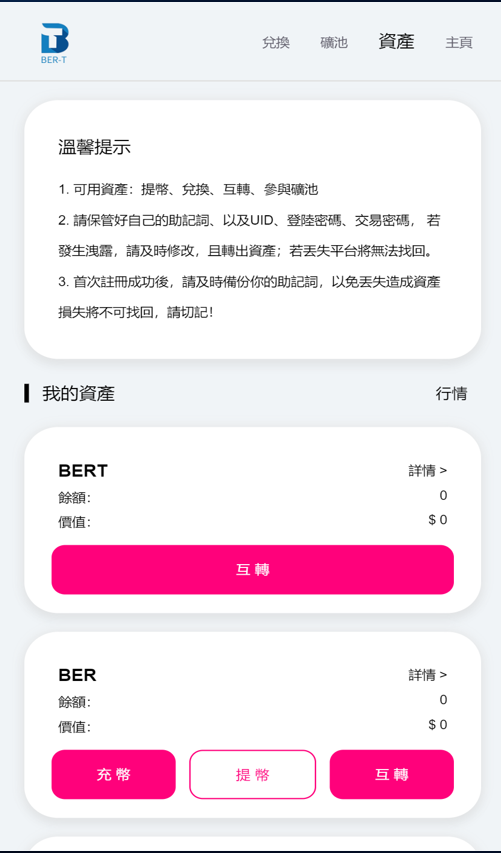 BER-T
兌換 礦池 資產 主頁
溫馨提示
1. 可用資產：提幣、兌換、互轉、參與礦池
2. 請保管好自己的助記詞、以及UID、登陸密碼、交易密碼， 若
發生洩露，請及時修改，且轉出資產；若丟失平台將無法找回。
3. 首次註冊成功後，請及時備份你的助記詞，以免丟失造成資產
損失將不可找回，請切記！
我的資產 行情
BERT 詳情 >
餘額： 0
價值： $ 0
互 轉
BER 詳情 >
餘額： 0
價值： $ 0
充 幣 提 幣 互 轉